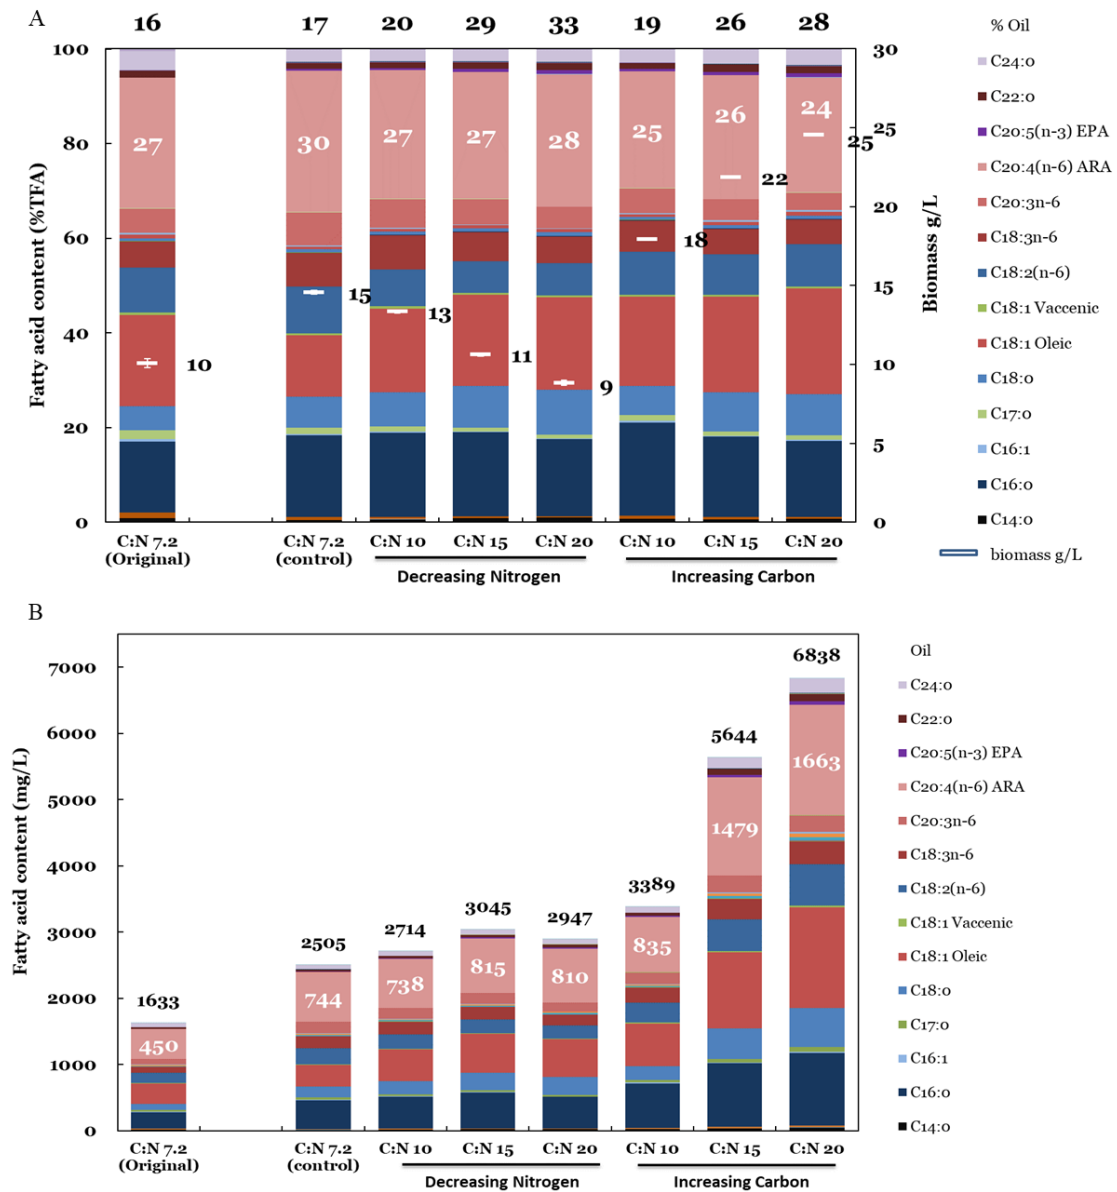 A
16 17 20 29 33 19 26 28
% Oil
100
80
60
40
20
0
Fatty acid content (%TFA)
27 30 27 27 28 25 26 24
10 15 13 11 9 18 22 25
30
25
20
15
10
5
0
Biomass g/L
C24:0
C22:0
C20:5(n-3) EPA
C20:4(n-6) ARA
C20:3n-6
C18:3n-6
C18:2(n-6)
C18:1 Vaccenic
C18:1 Oleic
C18:0
C17:0
C16:1
C16:0
C14:0
biomass g/L
C:N 7.2 C:N 7.2 C:N 10 C:N 15 C:N 20 C:N 10 C:N 15 C:N 20
(Original) (control)
Decreasing Nitrogen Increasing Carbon
B
7000
6000
5000
4000
3000
2000
1000
0
Fatty acid content (mg/L)
1633 2505 2714 3045 2947 3389 5644 6838
450 744 738 815 810 835 1479 1663
Oil
C24:0
C22:0
C20:5(n-3) EPA
C20:4(n-6) ARA
C20:3n-6
C18:3n-6
C18:2(n-6)
C18:1 Vaccenic
C18:1 Oleic
C18:0
C17:0
C16:1
C16:0
C14:0
C:N 7.2 C:N 7.2 C:N 10 C:N 15 C:N 20 C:N 10 C:N 15 C:N 20
(Original) (control)
Decreasing Nitrogen Increasing Carbon